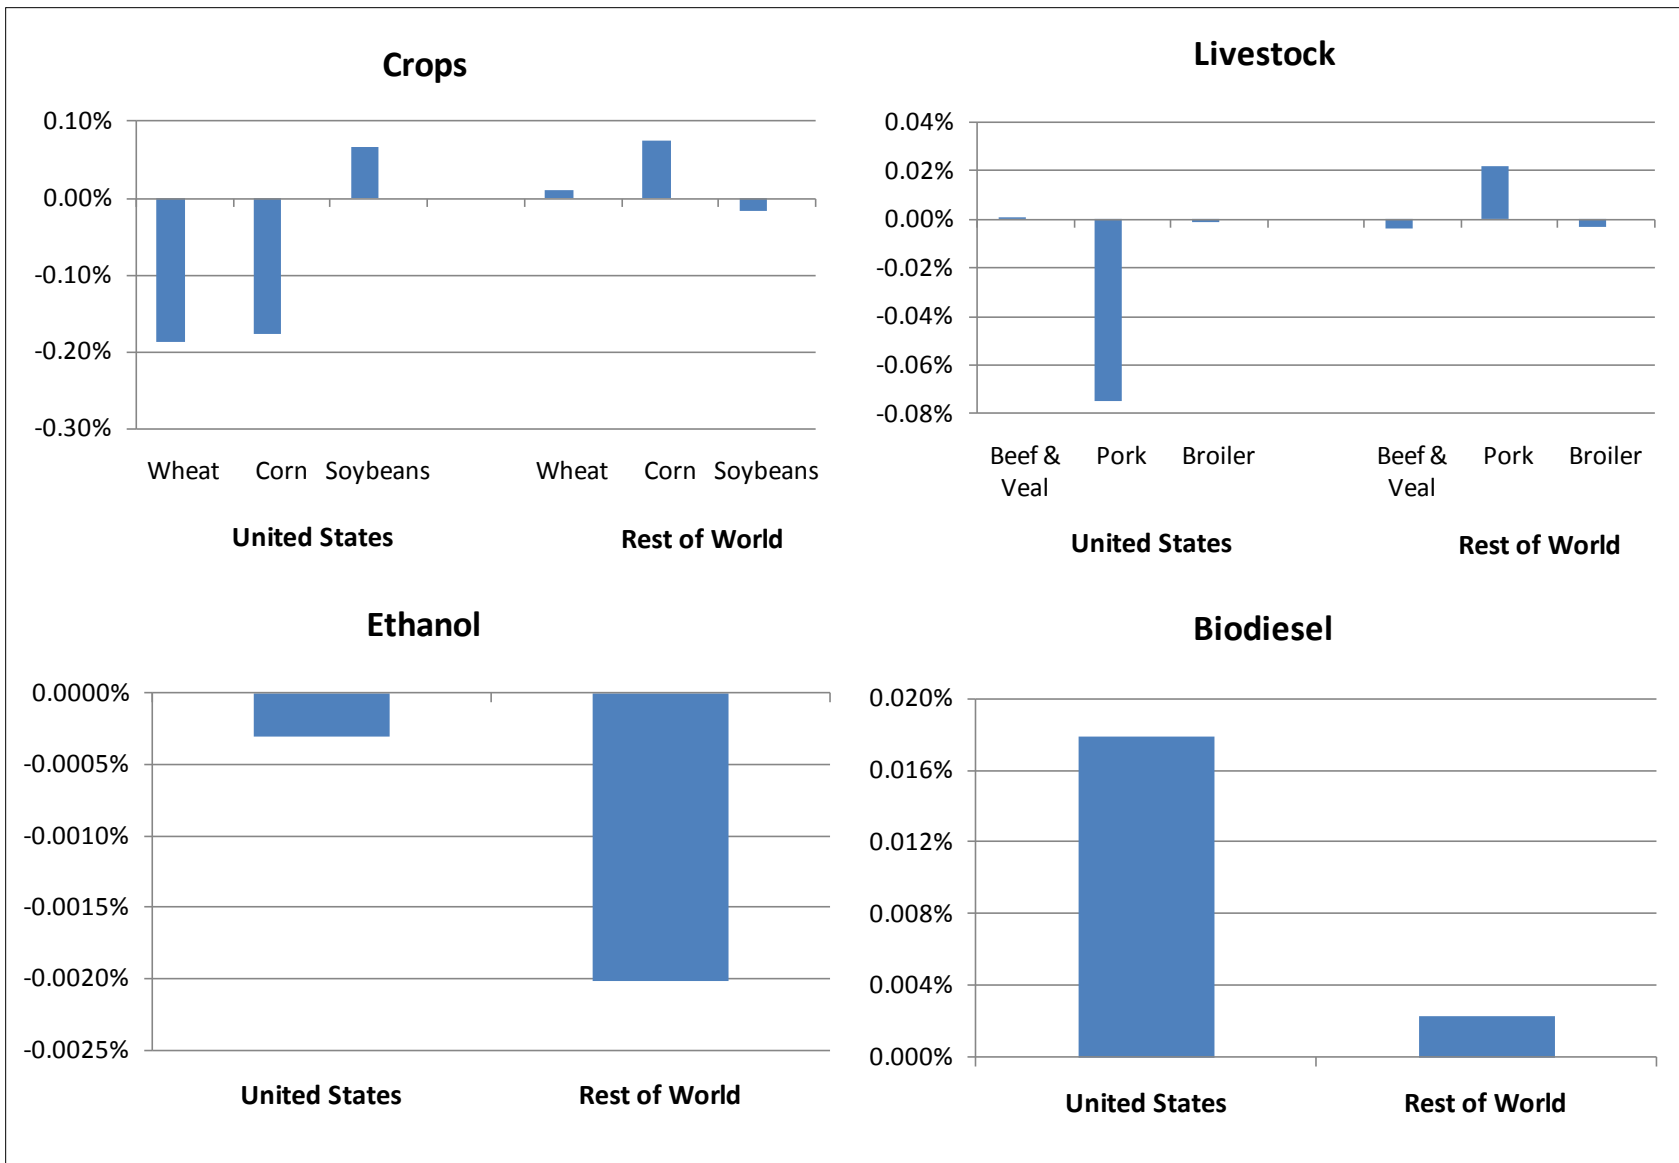 Crops
0.10%
0.00%
-0.10%
-0.20%
-0.30%
Wheat Corn Soybeans Wheat Corn Soybeans
United States Rest of World
Livestock
0.04%
0.02%
0.00%
-0.02%
-0.04%
-0.06%
-0.08%
Beef & Pork Broiler Beef & Pork Broiler
Veal Veal
United States Rest of World
Ethanol
0.0000%
-0.0005%
-0.0010%
-0.0015%
-0.0020%
-0.0025%
United States Rest of World
Biodiesel
0.020%
0.016%
0.012%
0.008%
0.004%
0.000%
United States Rest of World